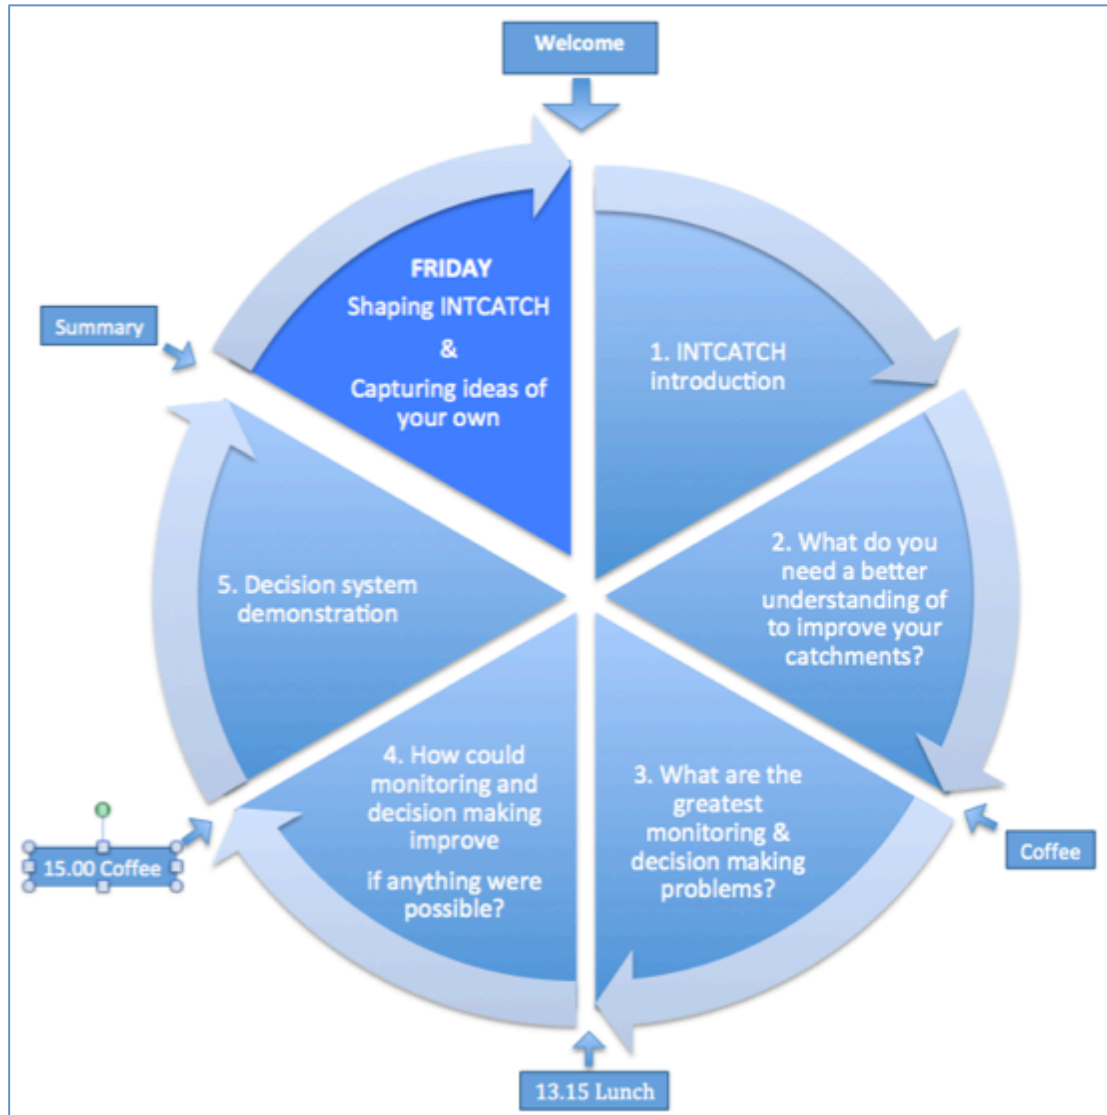 Welcome
1. INTCATCH
introduction
2. What do you
need a better
understanding of
to improve your
catchments?
Coffee
3. What are the
greatest
monitoring &
decision making
problems?
13.15 Lunch
4. How could
monitoring and
decision making
improve
if anything were
possible?
15.00 Coffee
5. Decision system
demonstration
Summary
FRIDAY
Shaping INTCATCH
&
Capturing ideas of
your own